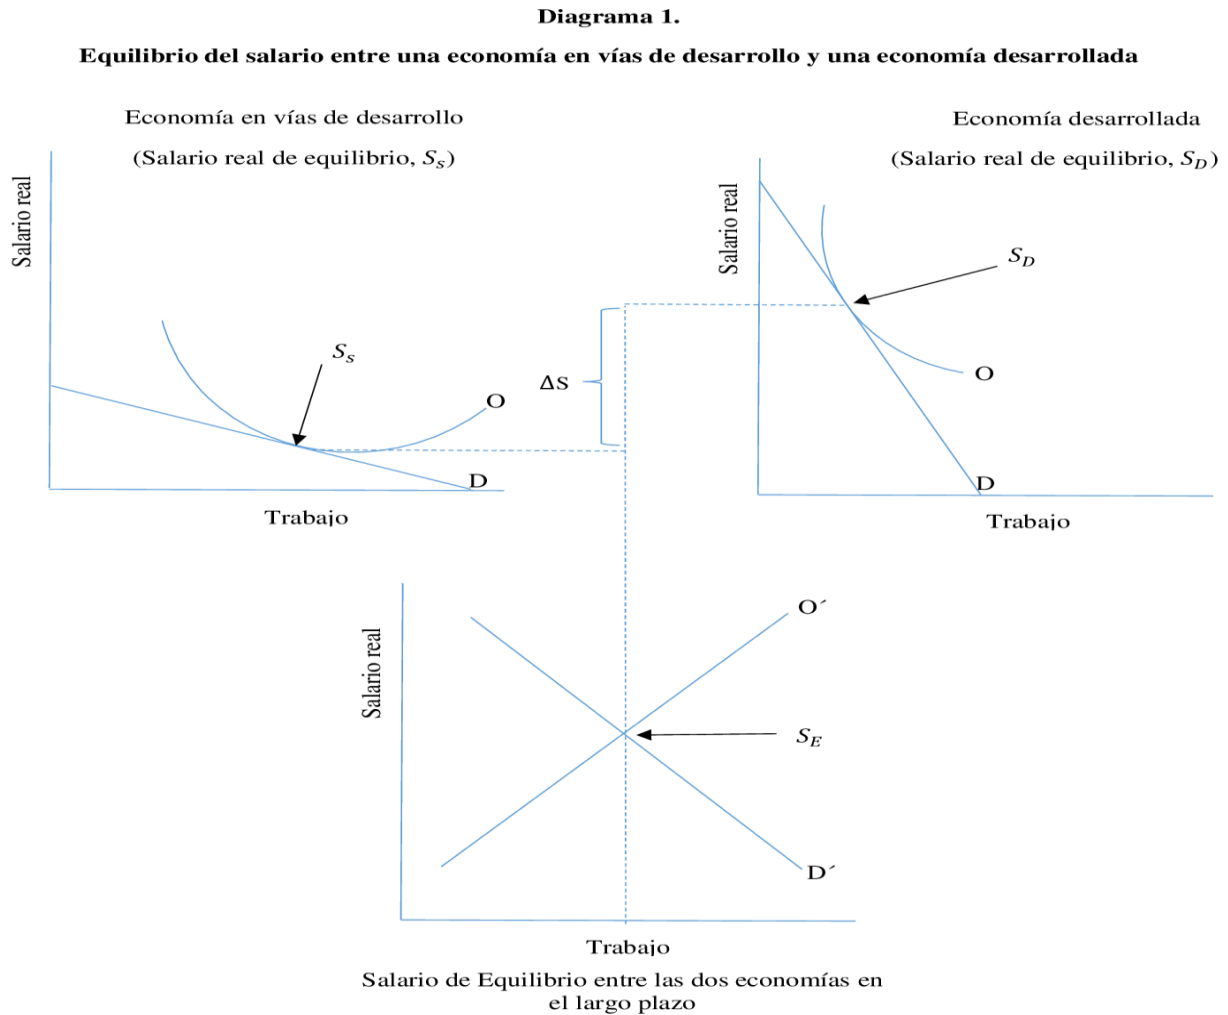 Diagrama 1.
Equilibrio del salario entre una economía en vías de desarrollo y una economía desarrollada
Economía en vías de desarrollo
(Salario real de equilibrio, Sₛ)
Salario real
Sₛ
O
D
Trabajo
ΔS
Economía desarrollada
(Salario real de equilibrio, S_D)
Salario real
S_D
O
D
Trabajo
Salario real
O´
S_E
D´
Trabajo
Salario de Equilibrio entre las dos economías en
el largo plazo